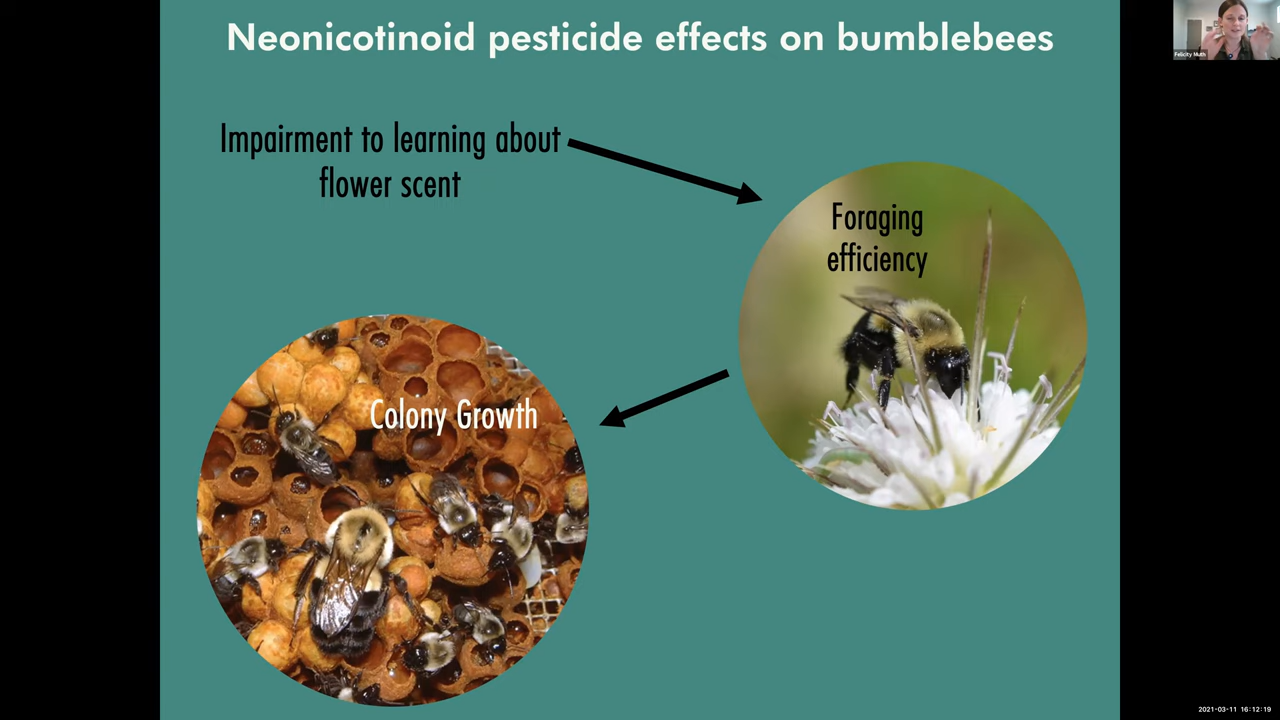 Neonicotinoid pesticide effects on bumblebees
Impairment to learning about
flower scent
Foraging
efficiency
Colony Growth
Felicity Muth
2021-03-11 16:12:19